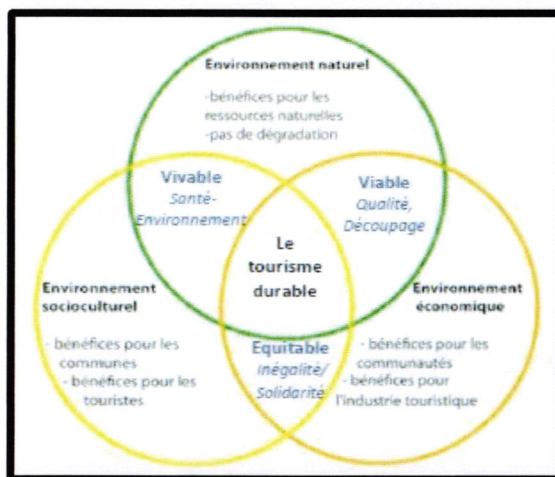 Environnement naturel
-bénéfices pour les
ressources naturelles
-pas de dégradation
Vivable
Santé-
Environnement
Viable
Qualité,
Découpage
Le
tourisme
durable
Environnement
socioculturel
- bénéfices pour les
communes
- bénéfices pour les
touristes
Equitable
Inégalité/
Solidarité
Environnement
économique
- bénéfices pour les
communautés
- bénéfices pour
l'industrie touristique